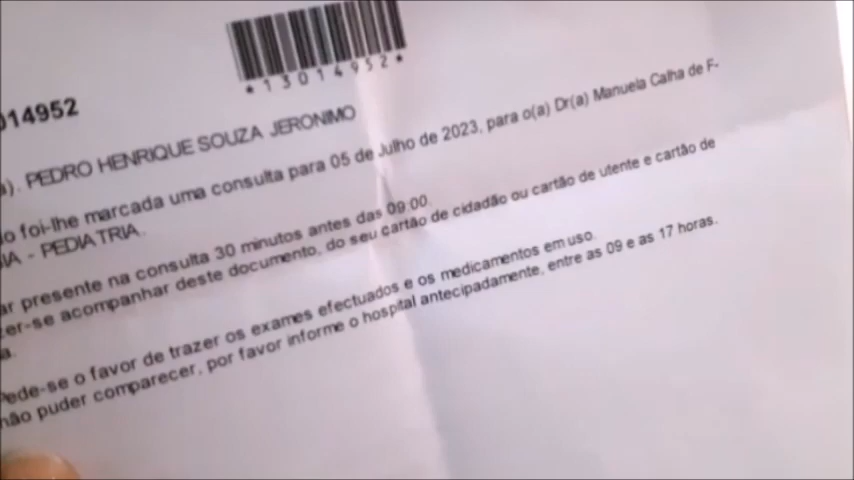 *13014952*
014952
a). PEDRO HENRIQUE SOUZA JERONIMO
o foi-lhe marcada uma consulta para 05 de Julho de 2023, para o(a) Dr(a) Manuela Calha de F-
IA - PEDIATRIA.
ar presente na consulta 30 minutos antes das 09:00.
zer-se acompanhar deste documento, do seu cartão de cidadão ou cartão de utente e cartão de
a.
Pede-se o favor de trazer os exames efectuados e os medicamentos em uso.
não puder comparecer, por favor informe o hospital antecipadamente, entre as 09 e as 17 horas.